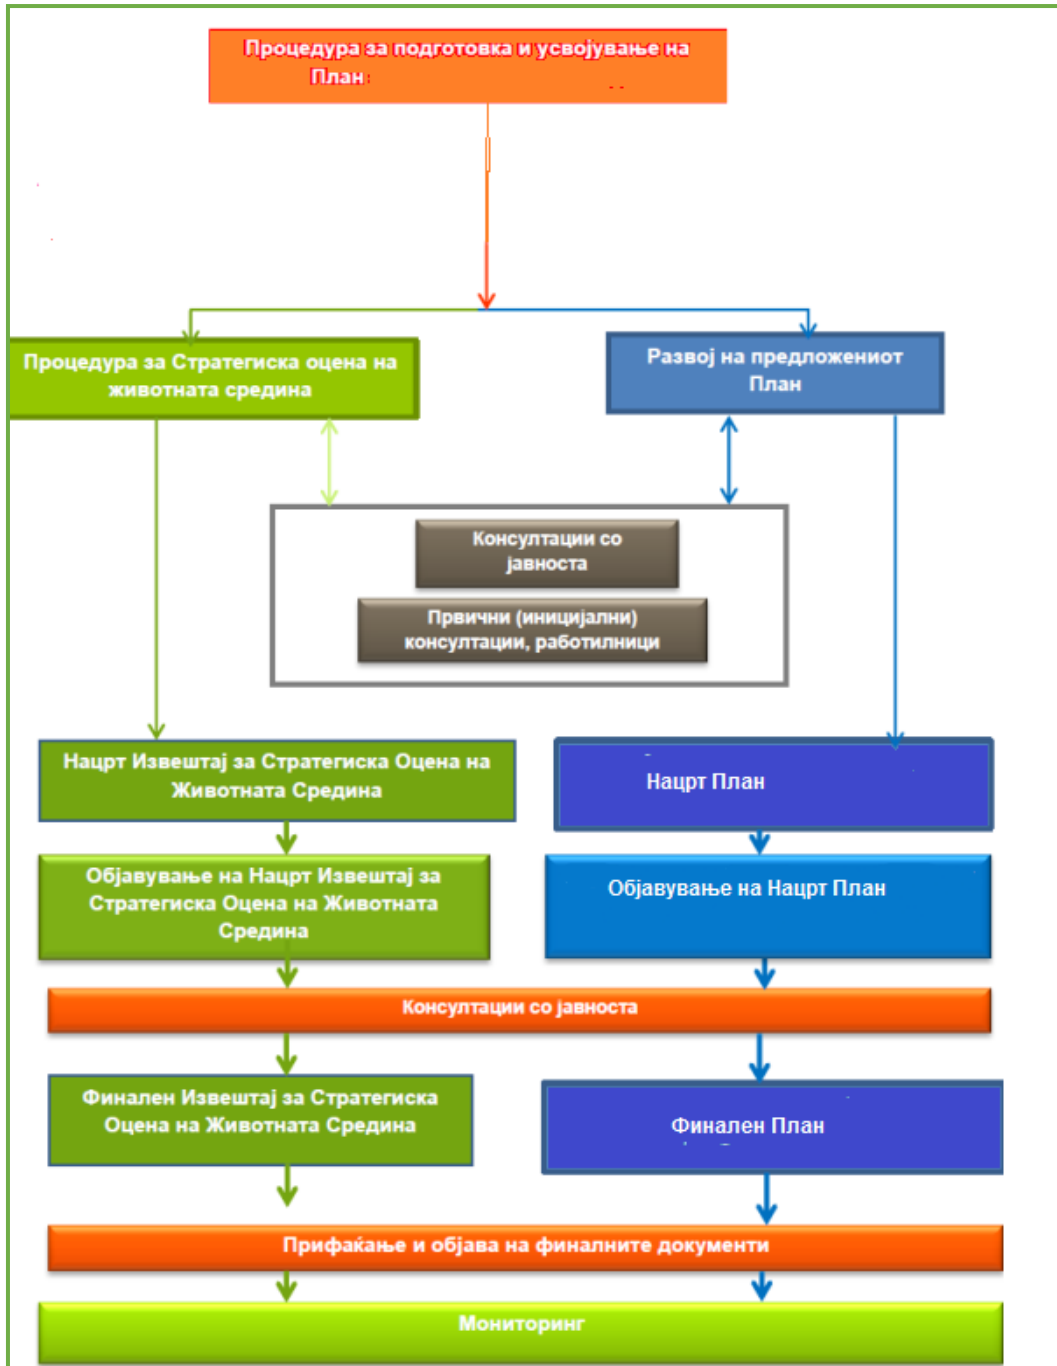 Процедура за подготовка и усвојување на
План
Процедура за Стратегиска оцена на
животната средина
Развој на предложениот
План
Консултации со
јавноста
Првични (иницијални)
консултации, работилници
Нацрт Извештај за Стратегиска Оцена на
Животната Средина
Нацрт План
Објавување на Нацрт Извештај за
Стратегиска Оцена на Животната
Средина
Објавување на Нацрт План
Консултации со јавноста
Финален Извештај за Стратегиска
Оцена на Животната Средина
Финален План
Прифаќање и објава на финалните документи
Мониторинг